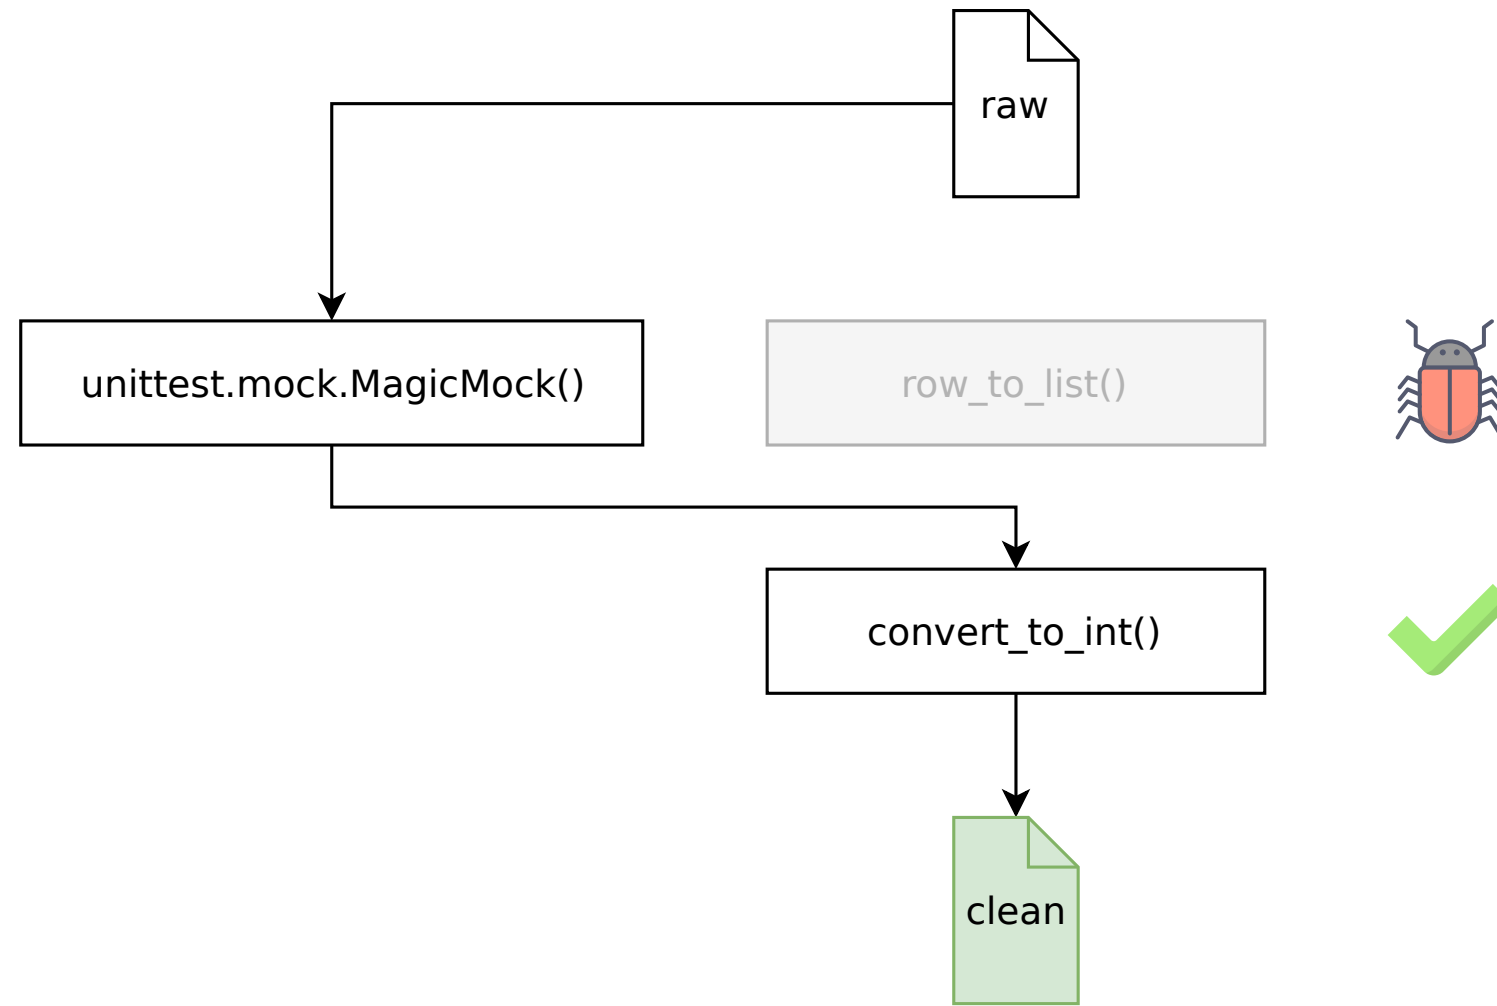 raw
unittest.mock.MagicMock()
row_to_list()
convert_to_int()
clean